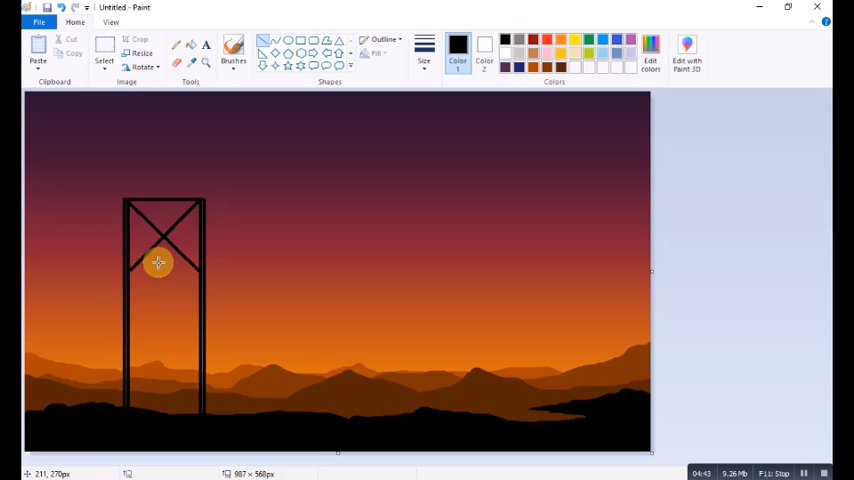 Untitled - Paint
File Home View
Paste
Cut
Copy
Clipboard
Select
Crop
Resize
Rotate
Image
A
Tools
Brushes
Outline
Fill
Shapes
Size
Color 1
Color 2
Edit colors
Colors
Edit with Paint 3D
211, 270px
987 × 568px
04:43 9.26 Mb F11: Stop